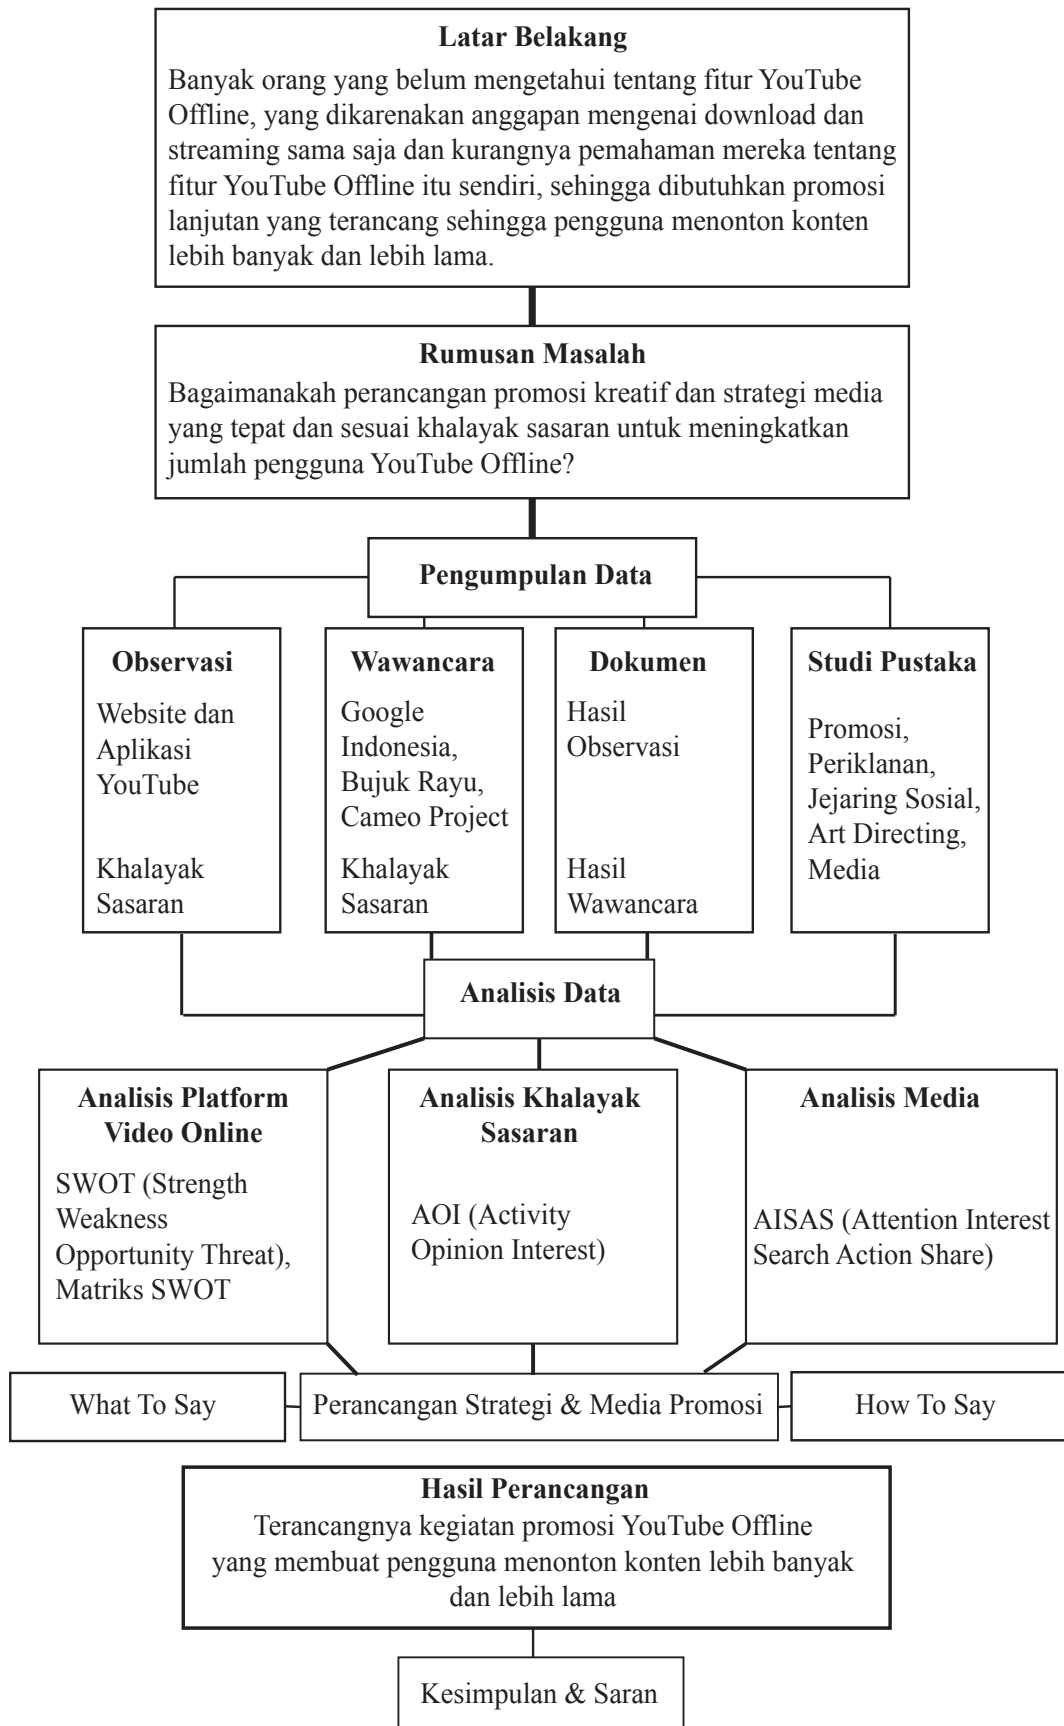 Latar Belakang
Banyak orang yang belum mengetahui tentang fitur YouTube
Offline, yang dikarenakan anggapan mengenai download dan
streaming sama saja dan kurangnya pemahaman mereka tentang
fitur YouTube Offline itu sendiri, sehingga dibutuhkan promosi
lanjutan yang terancang sehingga pengguna menonton konten
lebih banyak dan lebih lama.
Rumusan Masalah
Bagaimanakah perancangan promosi kreatif dan strategi media
yang tepat dan sesuai khalayak sasaran untuk meningkatkan
jumlah pengguna YouTube Offline?
Pengumpulan Data
Observasi
Website dan
Aplikasi
YouTube
Khalayak
Sasaran
Wawancara
Google
Indonesia,
Bujuk Rayu,
Cameo Project
Khalayak
Sasaran
Dokumen
Hasil
Observasi
Hasil
Wawancara
Studi Pustaka
Promosi,
Periklanan,
Jejaring Sosial,
Art Directing,
Media
Analisis Data
Analisis Platform
Video Online
SWOT (Strength
Weakness
Opportunity Threat),
Matriks SWOT
Analisis Khalayak
Sasaran
AOI (Activity
Opinion Interest)
Analisis Media
AISAS (Attention Interest
Search Action Share)
What To Say
Perancangan Strategi & Media Promosi
How To Say
Hasil Perancangan
Terancangnya kegiatan promosi YouTube Offline
yang membuat pengguna menonton konten lebih banyak
dan lebih lama
Kesimpulan & Saran